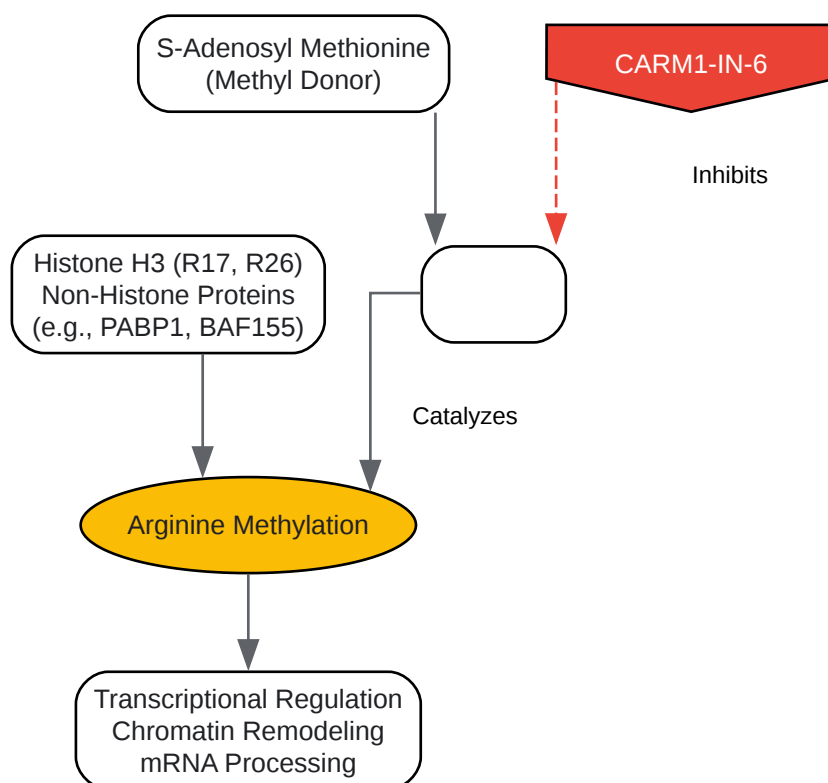 S-Adenosyl Methionine
(Methyl Donor)
CARM1-IN-6
Inhibits
Histone H3 (R17, R26)
Non-Histone Proteins
(e.g., PABP1, BAF155)
Catalyzes
Arginine Methylation
Transcriptional Regulation
Chromatin Remodeling
mRNA Processing